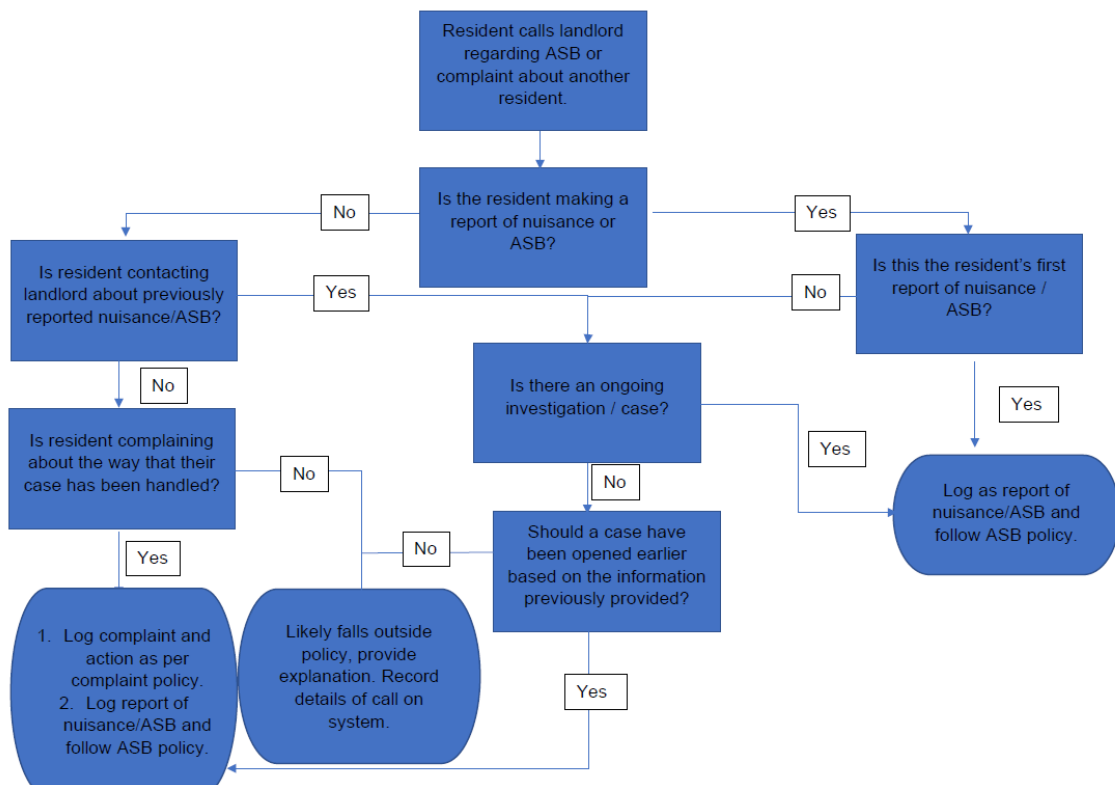 Resident calls landlord
regarding ASB or
complaint about another
resident.
Is the resident making a
report of nuisance or
ASB?
No
Yes
Is resident contacting
landlord about previously
reported nuisance/ASB?
Yes
No
Is this the resident’s first
report of nuisance /
ASB?
No
Is there an ongoing
investigation / case?
Yes
Yes
Is resident complaining
about the way that their
case has been handled?
No
No
Log as report of
nuisance/ASB and
follow ASB policy.
Yes
No
Should a case have
been opened earlier
based on the information
previously provided?
1. Log complaint and
action as per
complaint policy.
2. Log report of
nuisance/ASB and
follow ASB policy.
Likely falls outside
policy, provide
explanation. Record
details of call on
system.
Yes